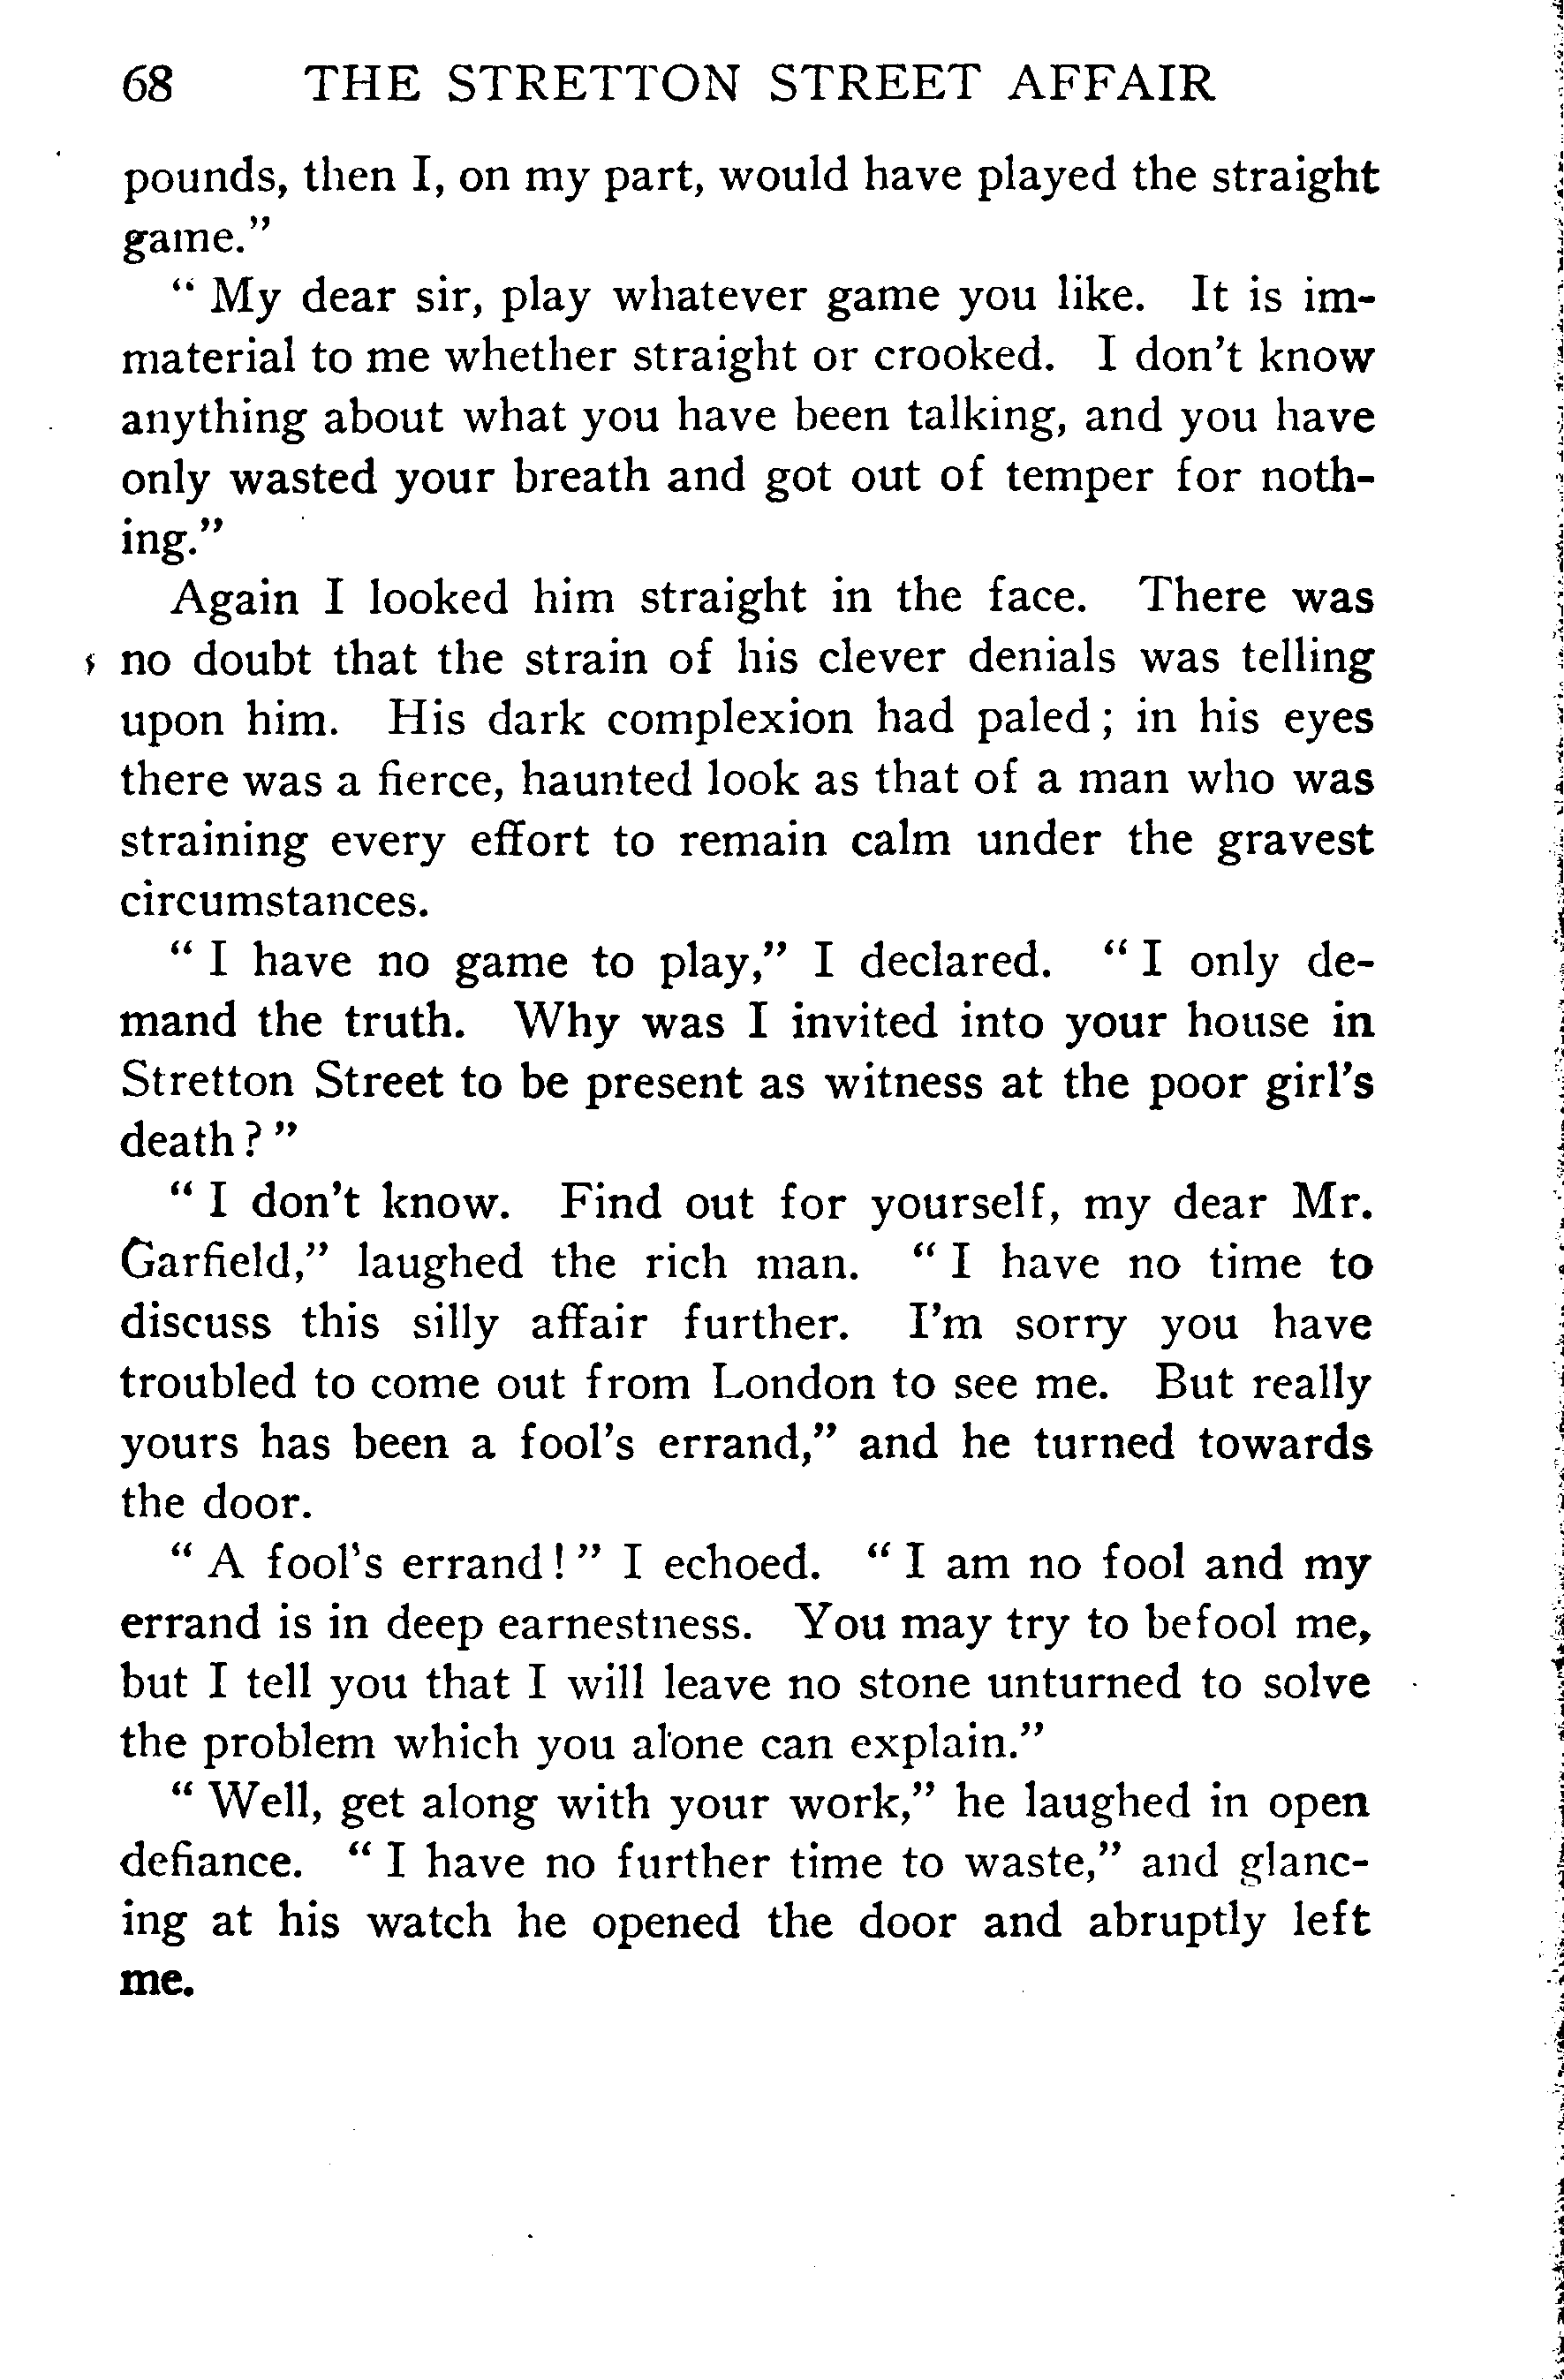 68 THE STRETTON STREET AFFAIR
pounds, then I, on my part, would have played the straight
game."
" My dear sir, play whatever game you like. It is im-
material to me whether straight or crooked. I don't know
anything about what you have been talking, and you have
only wasted your breath and got out of temper for noth-
ing."
Again I looked him straight in the face. There was
no doubt that the strain of his clever denials was telling
upon him. His dark complexion had paled; in his eyes
there was a fierce, haunted look as that of a man who was
straining every effort to remain calm under the gravest
circumstances.
" I have no game to play," I declared. " I only de-
mand the truth. Why was I invited into your house in
Stretton Street to be present as witness at the poor girl's
death ? "
" I don't know. Find out for yourself, my dear Mr.
Garfield," laughed the rich man. " I have no time to
discuss this silly affair further. I'm sorry you have
troubled to come out from London to see me. But really
yours has been a fool's errand," and he turned towards
the door.
" A fool's errand ! " I echoed. " I am no fool and my
errand is in deep earnestness. You may try to befool me,
but I tell you that I will leave no stone unturned to solve
the problem which you alone can explain."
" Well, get along with your work," he laughed in open
defiance. " I have no further time to waste," and glanc-
ing at his watch he opened the door and abruptly left
me.